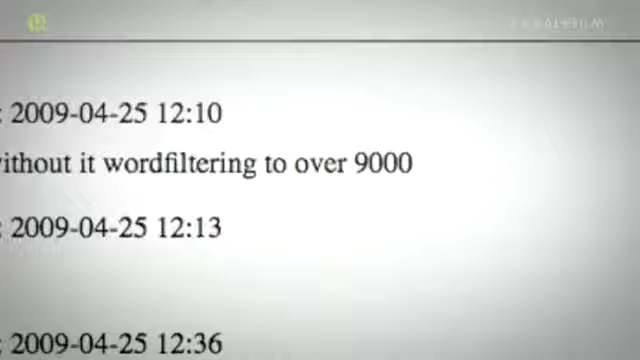 : 2009-04-25 12:10
ithout it wordfiltering to over 9000
: 2009-04-25 12:13
: 2009-04-25 12:36